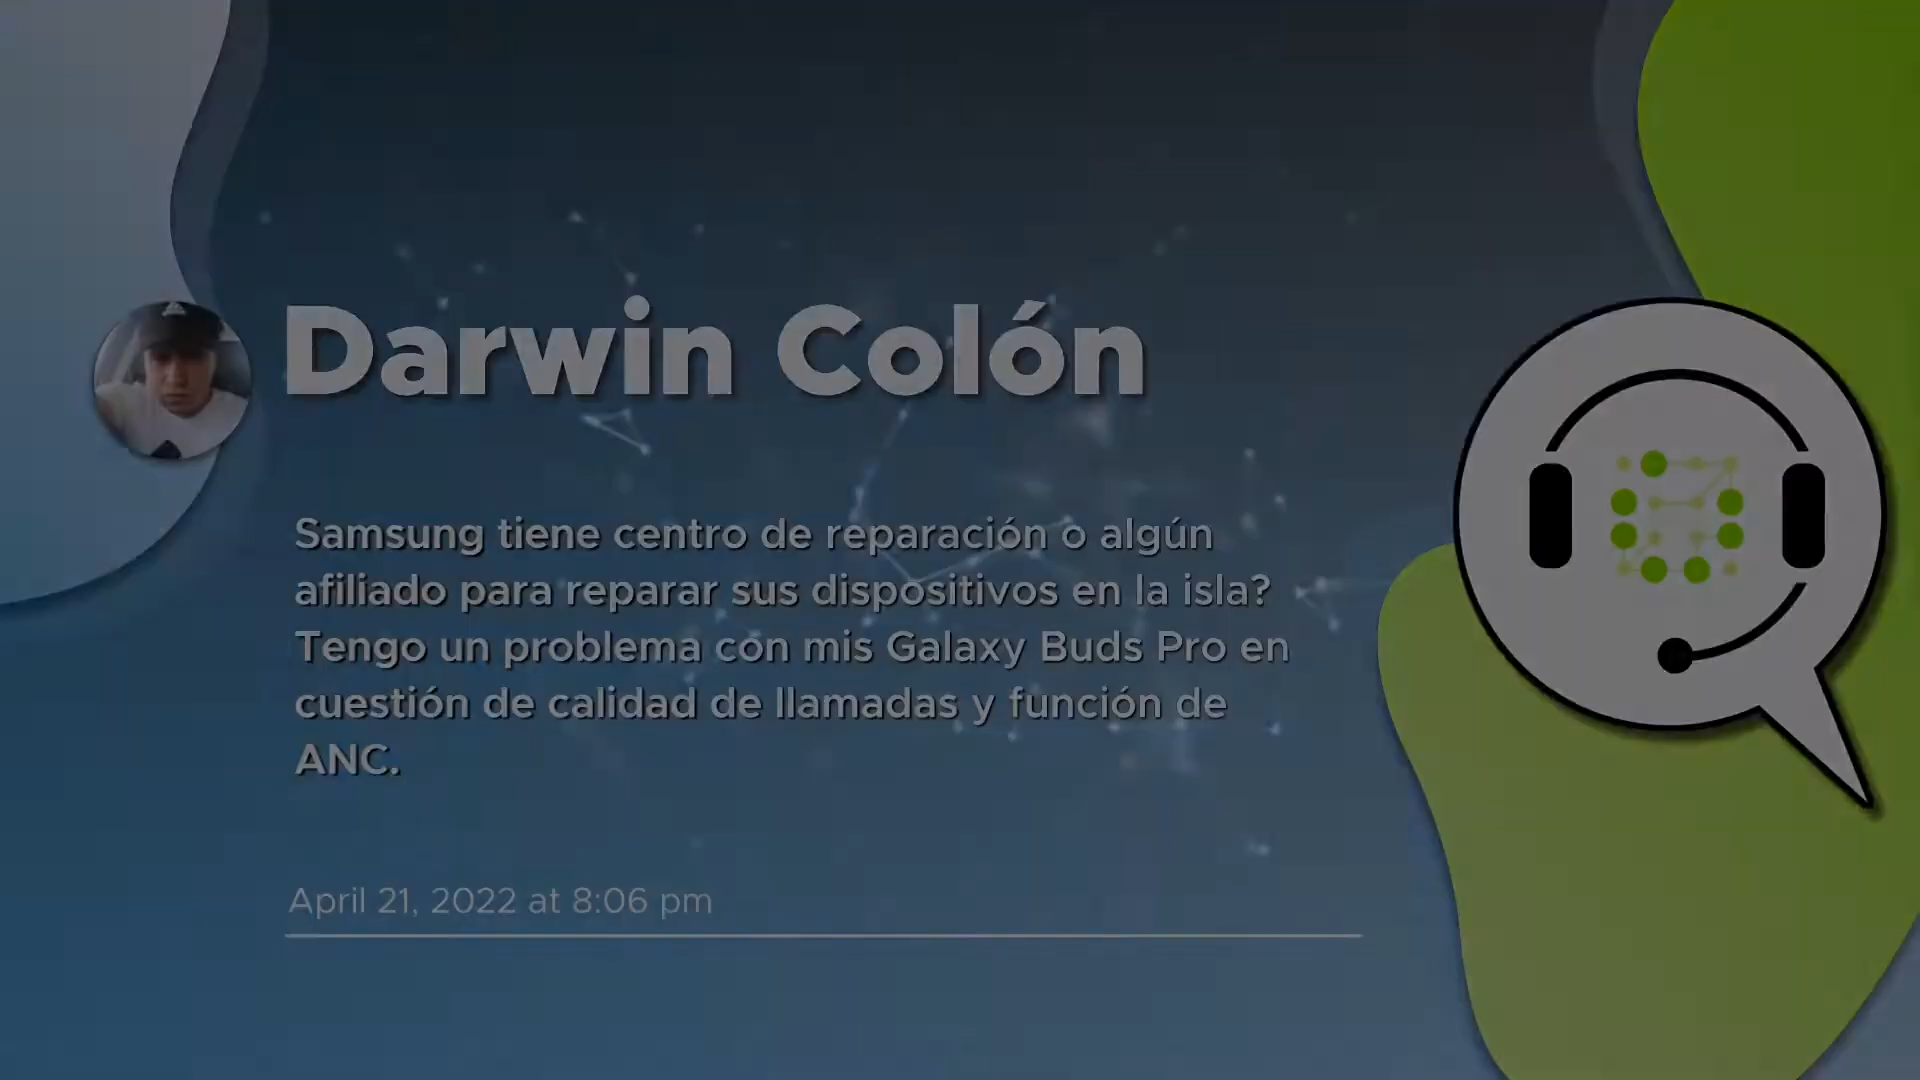 Darwin Colón
Samsung tiene centro de reparación o algún
afiliado para reparar sus dispositivos en la isla?
Tengo un problema con mis Galaxy Buds Pro en
cuestión de calidad de llamadas y función de
ANC.
April 21, 2022 at 8:06 pm